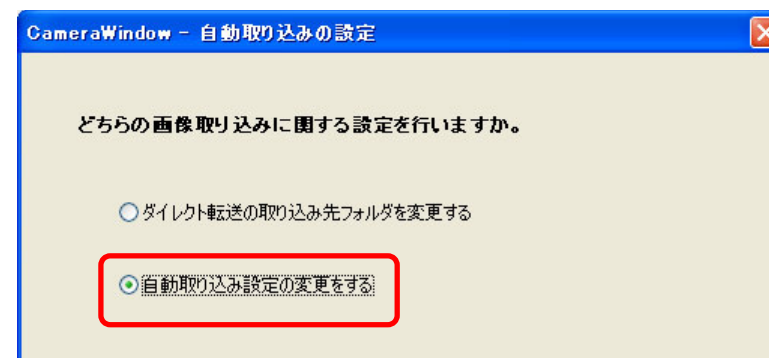 CameraWindow - 自動取り込みの設定
どちらの画像取り込みに関する設定を行いますか。
ダイレクト転送の取り込み先フォルダを変更する
自動取り込み設定の変更をする